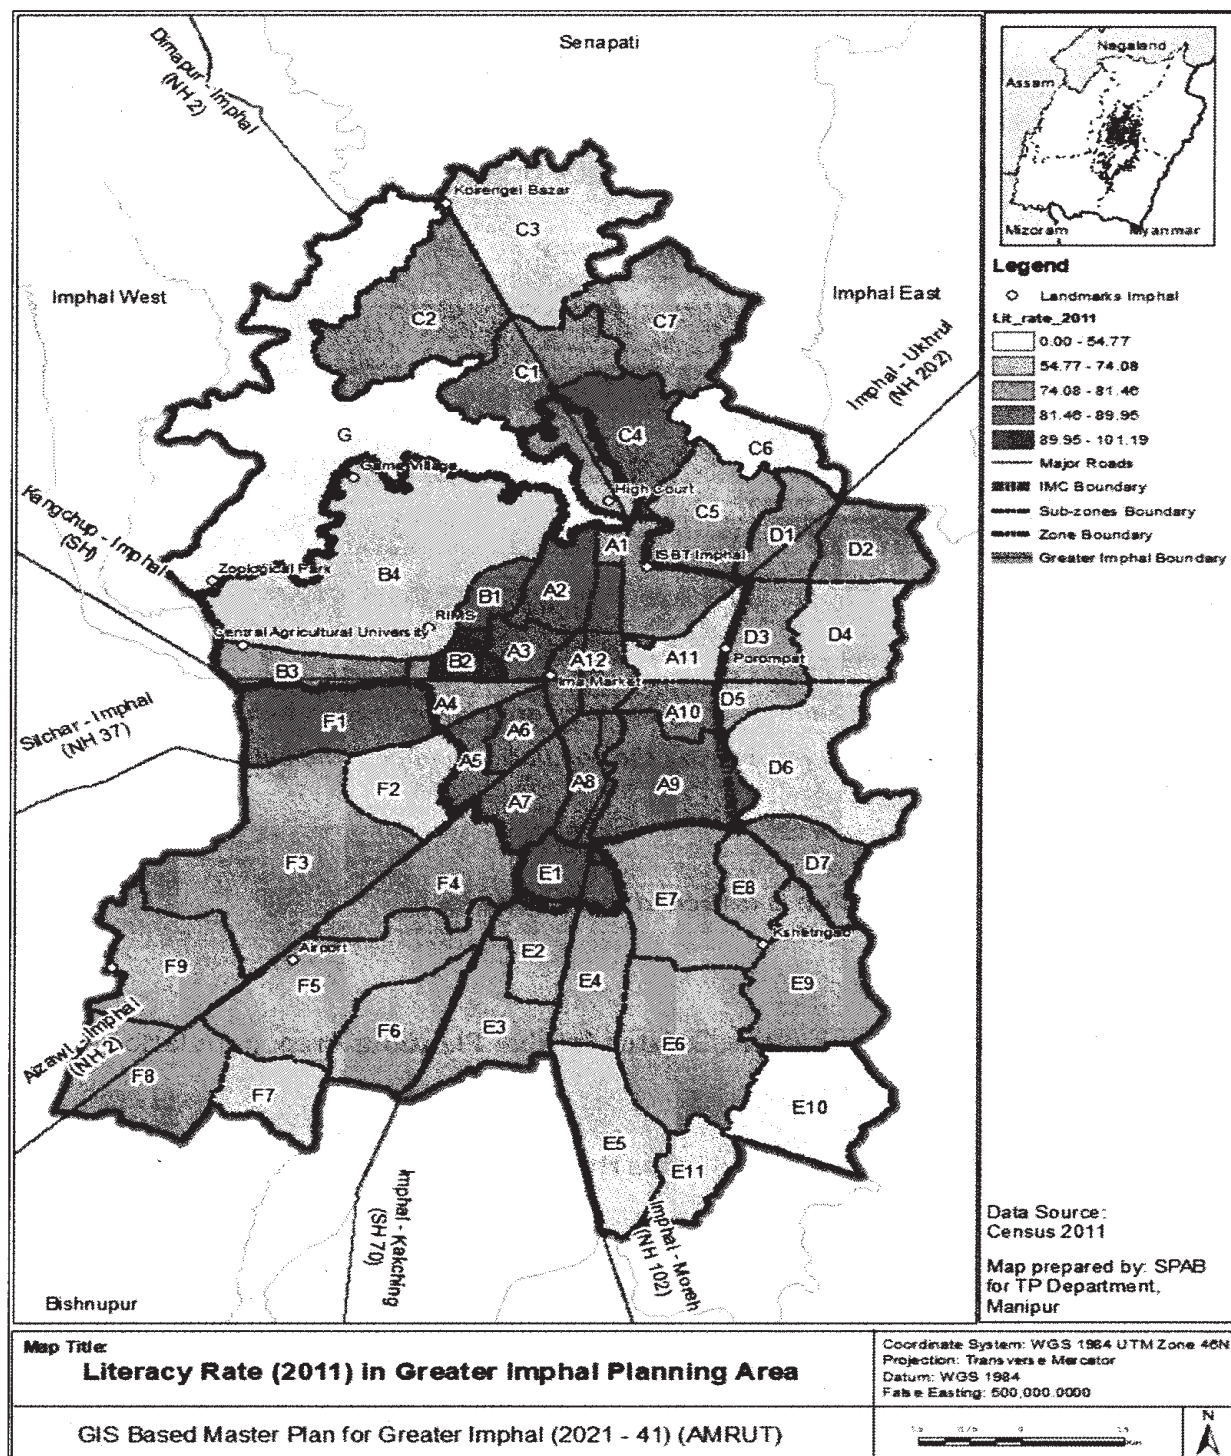 Senapati
Dimapur - Imphal
(NH 2)
Koirengei Bazar
C3
Imphal West
Imphal East
C2
C7
C1
Imphal - Ukhrul
(NH 202)
C4
G
C6
Game Village
High Court
C5
Kangchup - Imphal
(SH)
A1
D1
D2
ISBT Imphal
Zoological Park
B4
B1
A2
RIMS
Central Agricultural University
D3
D4
A3
A12
A11
Porompat
B3
B2
Ima Market
Silchar - Imphal
(NH 37)
F1
A4
A10
D5
A6
A5
D6
F2
A8
A9
A7
F3
F4
E1
E7
E8
D7
Airport
E2
F9
F5
E4
E9
Aizawl - Imphal
(NH 2)
F6
E3
E6
F8
F7
E10
E5
E11
Imphal - Kakching
(SH 70)
Imphal - Moreh
(NH 102)
Bishnupur
Nagaland
Assam
Mizoram
Myanmar
Legend
Landmarks Imphal
Lit_rate_2011
0.00 - 54.77
54.77 - 74.08
74.08 - 81.46
81.46 - 89.95
89.95 - 101.19
Major Roads
IMC Boundary
Sub-zones Boundary
Zone Boundary
Greater Imphal Boundary
Data Source:
Census 2011
Map prepared by: SPAB
for TP Department,
Manipur
Map Title:
Literacy Rate (2011) in Greater Imphal Planning Area
Coordinate System: WGS 1984 UTM Zone 46N
Projection: Transverse Mercator
Datum: WGS 1984
False Easting: 500,000.0000
GIS Based Master Plan for Greater Imphal (2021 - 41) (AMRUT)
N